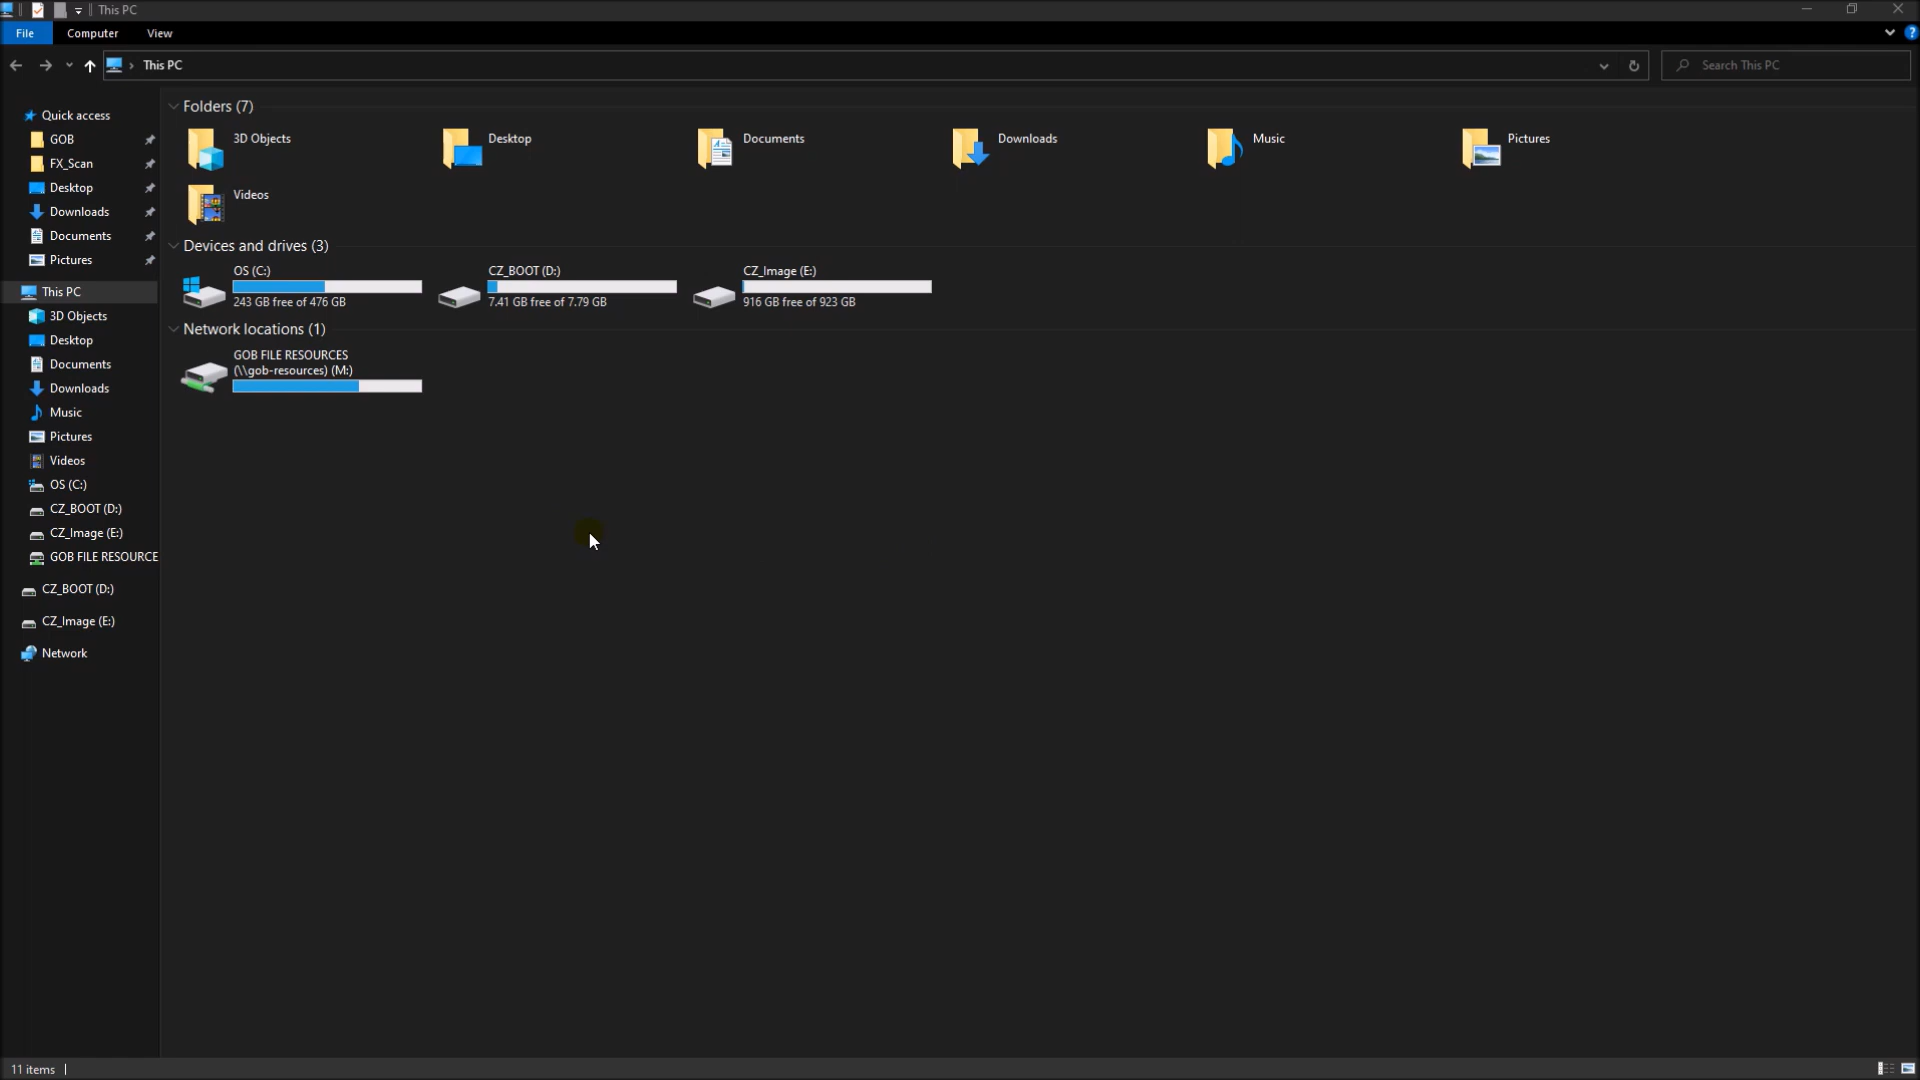 This PC
File Computer View
This PC
Search This PC
Quick access
GOB
FX_Scan
Desktop
Downloads
Documents
Pictures
This PC
3D Objects
Desktop
Documents
Downloads
Music
Pictures
Videos
OS (C:)
CZ_BOOT (D:)
CZ_Image (E:)
GOB FILE RESOURCE
CZ_BOOT (D:)
CZ_Image (E:)
Network
Folders (7)
3D Objects
Desktop
Documents
Downloads
Music
Pictures
Videos
Devices and drives (3)
OS (C:)
243 GB free of 476 GB
CZ_BOOT (D:)
7.41 GB free of 7.79 GB
CZ_Image (E:)
916 GB free of 923 GB
Network locations (1)
GOB FILE RESOURCES
(\\gob-resources) (M:)
11 items